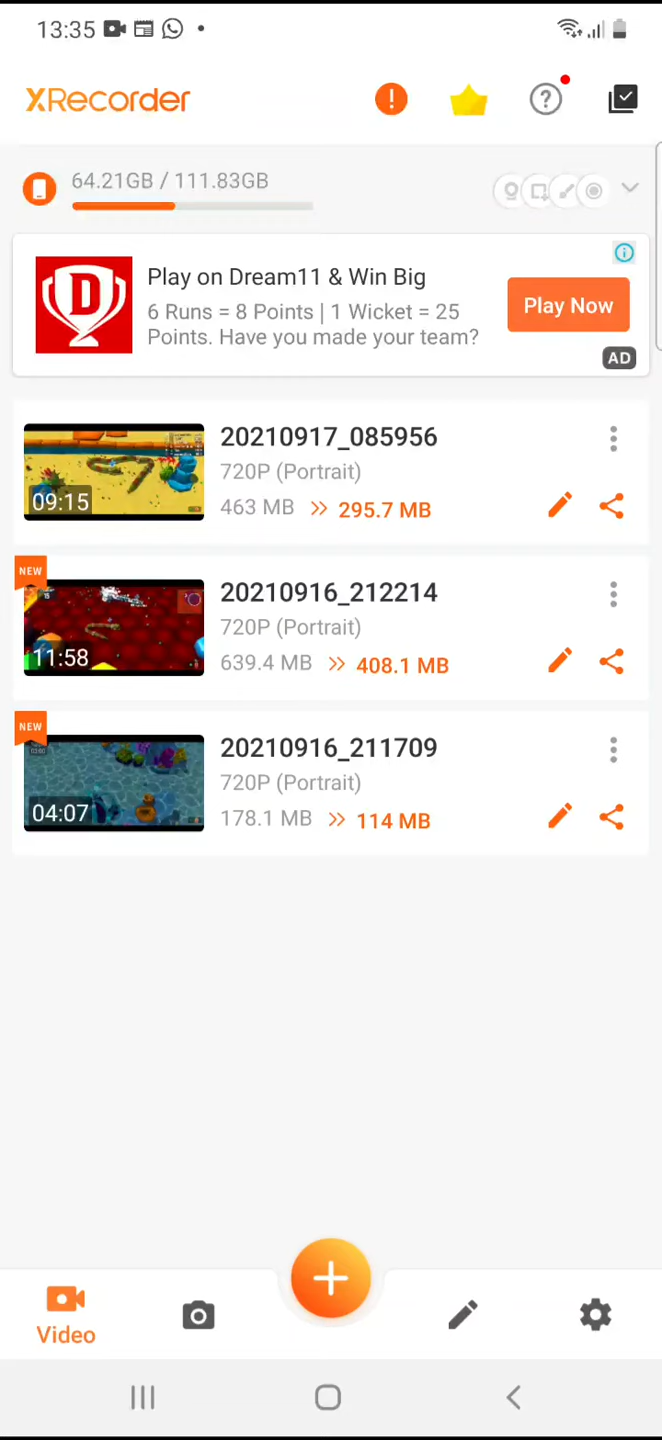 13:35
XRecorder
64.21GB / 111.83GB
Play on Dream11 & Win Big
6 Runs = 8 Points | 1 Wicket = 25
Points. Have you made your team?
Play Now
AD
20210917_085956
720P (Portrait)
463 MB >> 295.7 MB
09:15
NEW
20210916_212214
720P (Portrait)
639.4 MB >> 408.1 MB
11:58
NEW
20210916_211709
720P (Portrait)
178.1 MB >> 114 MB
04:07
Video